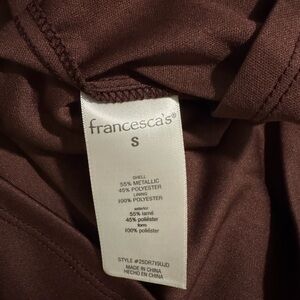 francesca's®
S
SHELL
55% METALLIC
45% POLYESTER
LINING
100% POLYESTER
exterior
55% lamé
45% poliéster
forro
100% poliéster
MADE IN CHINA
HECHO EN CHINA